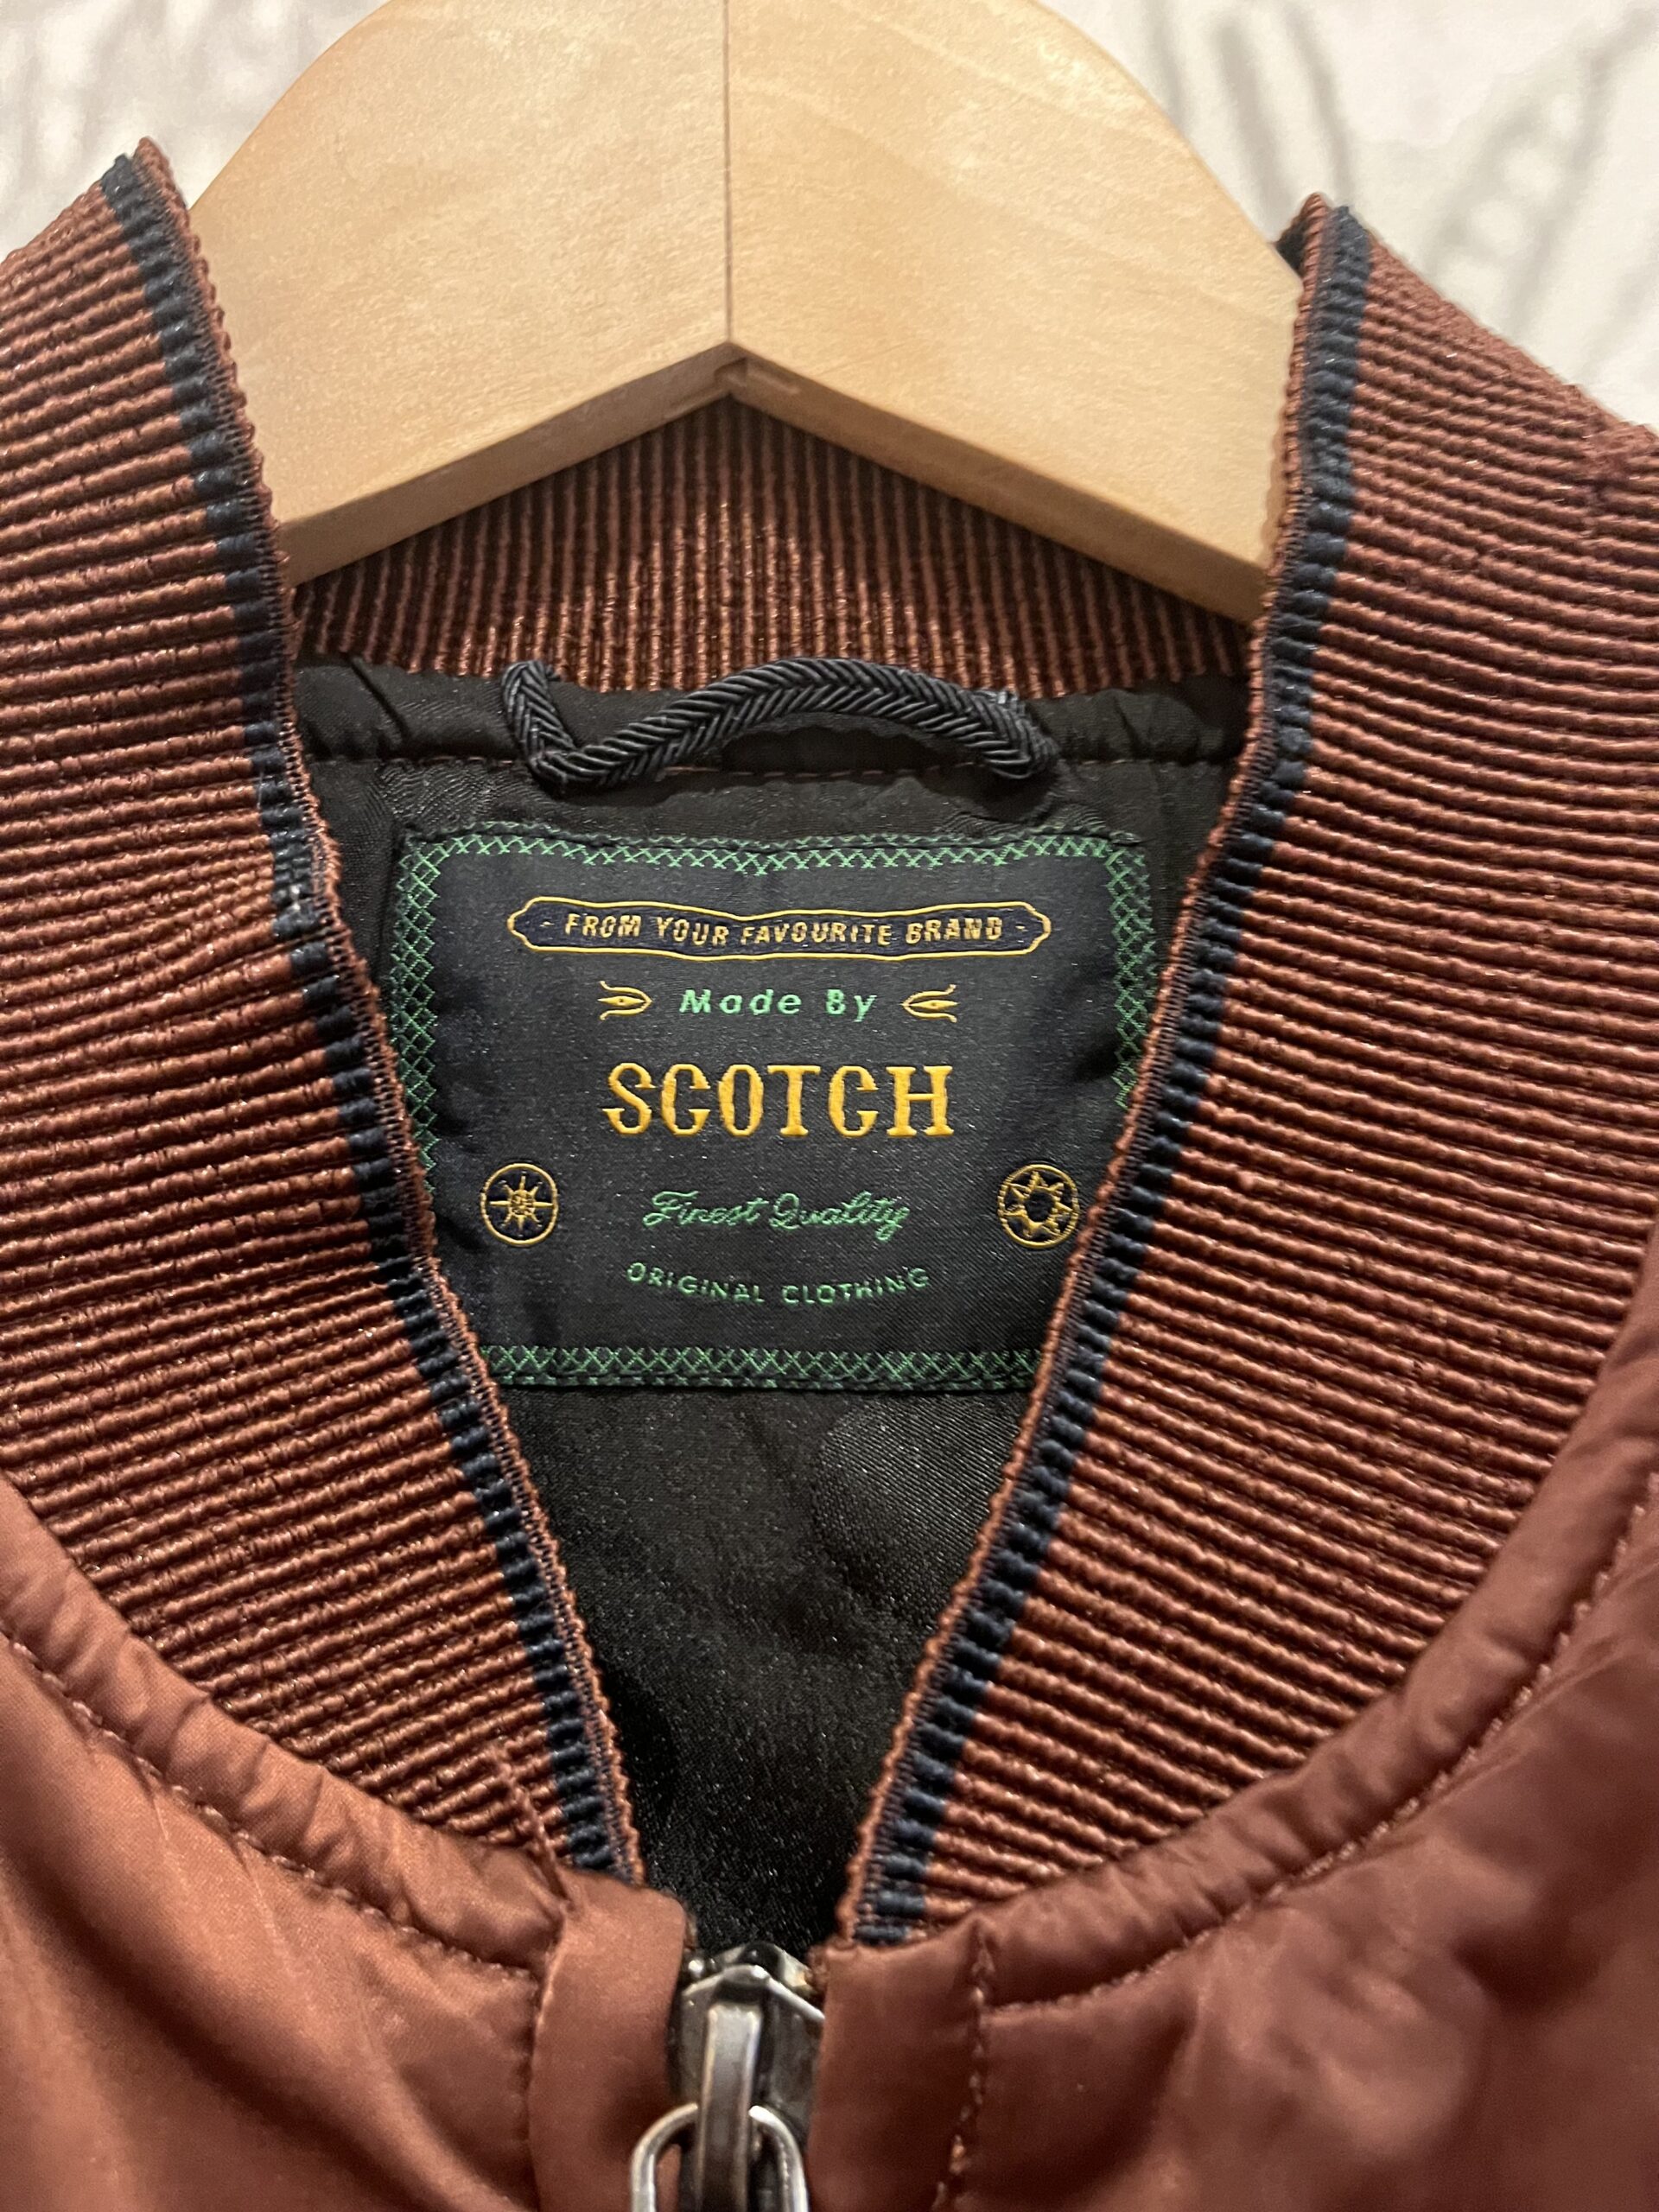 - FROM YOUR FAVOURITE BRAND -
Made By
SCOTCH
Finest Quality
ORIGINAL CLOTHING